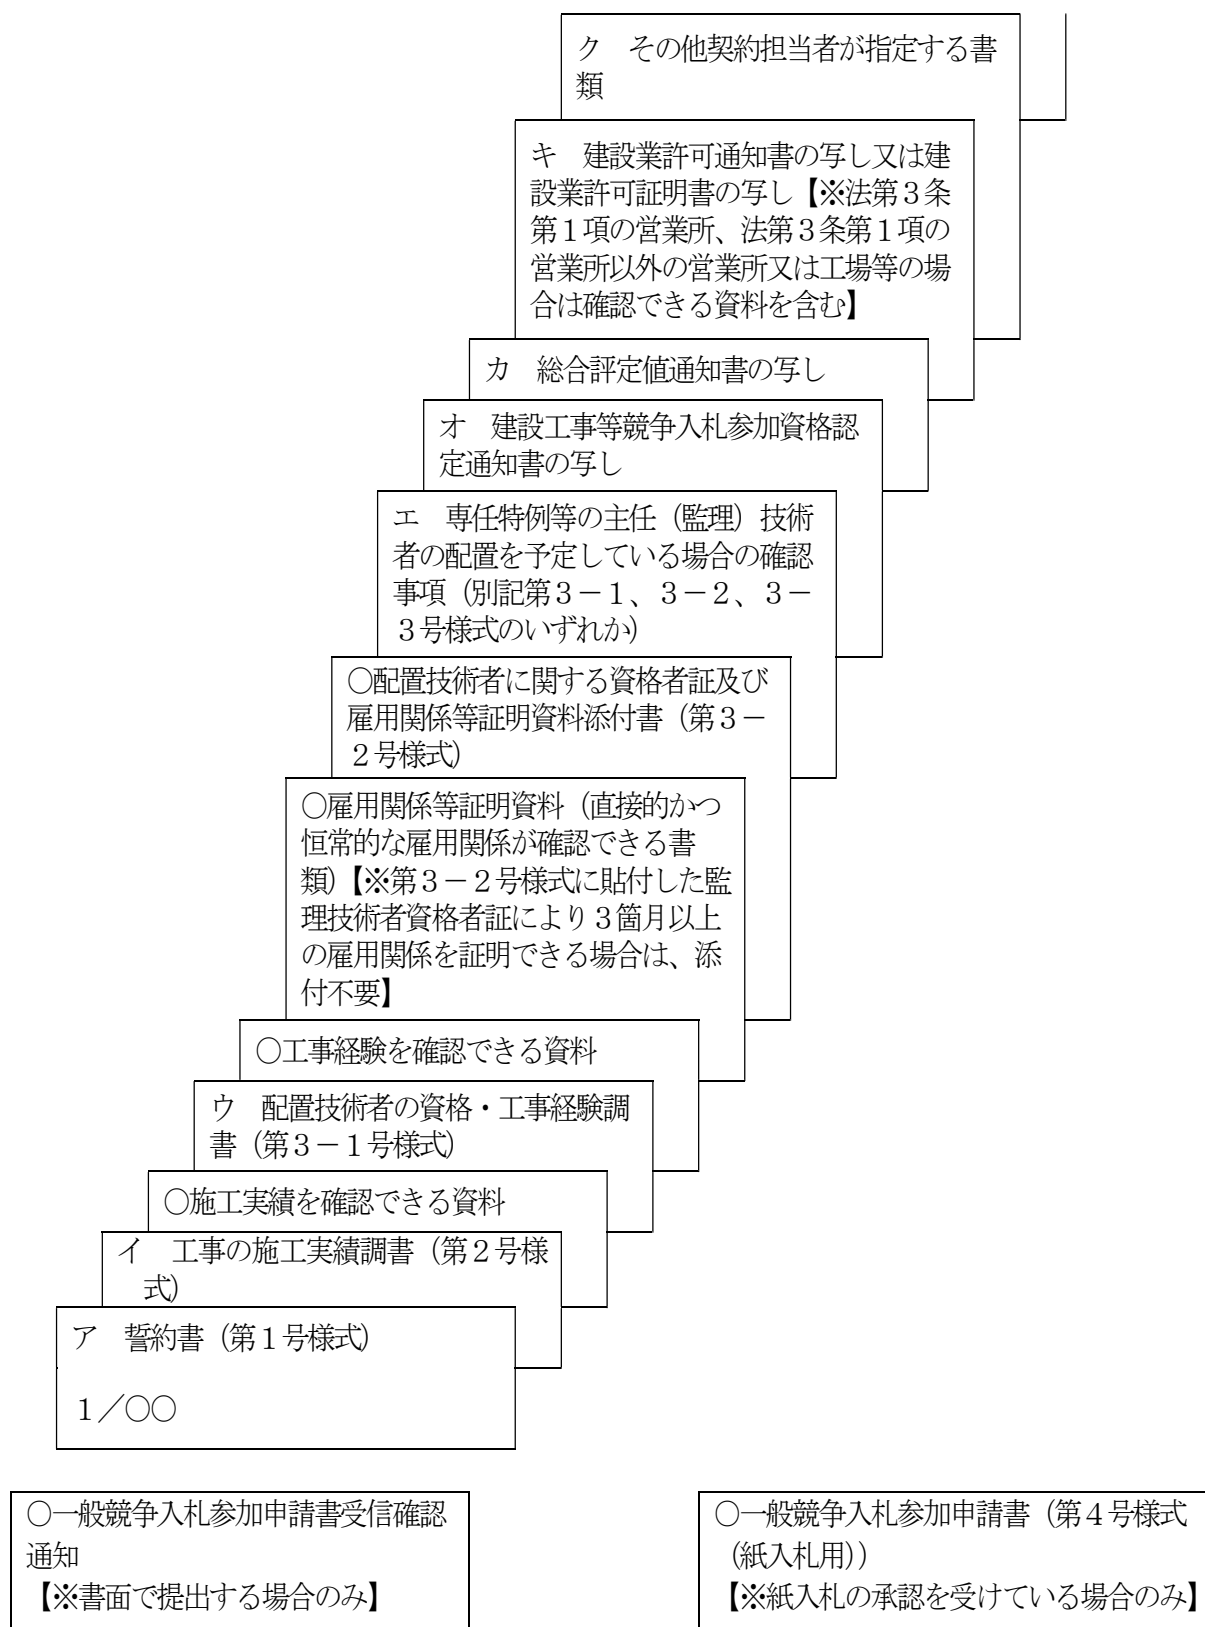 ク　その他契約担当者が指定する書
類
キ　建設業許可通知書の写し又は建
設業許可証明書の写し【※法第３条
第１項の営業所、法第３条第１項の
営業所以外の営業所又は工場等の場
合は確認できる資料を含む】
カ　総合評定値通知書の写し
オ　建設工事等競争入札参加資格認
定通知書の写し
エ　専任特例等の主任（監理）技術
者の配置を予定している場合の確認
事項（別記第３－１、３－２、３－
３号様式のいずれか）
○配置技術者に関する資格者証及び
雇用関係等証明資料添付書（第３－
２号様式）
○雇用関係等証明資料（直接的かつ
恒常的な雇用関係が確認できる書
類）【※第３－２号様式に貼付した監
理技術者資格者証により３箇月以上
の雇用関係を証明できる場合は、添
付不要】
○工事経験を確認できる資料
ウ　配置技術者の資格・工事経験調
書（第３－１号様式）
○施工実績を確認できる資料
イ　工事の施工実績調書（第２号様
式）
ア　誓約書（第１号様式）
１／○○
○一般競争入札参加申請書受信確認
通知
【※書面で提出する場合のみ】
○一般競争入札参加申請書（第４号様式
（紙入札用））
【※紙入札の承認を受けている場合のみ】